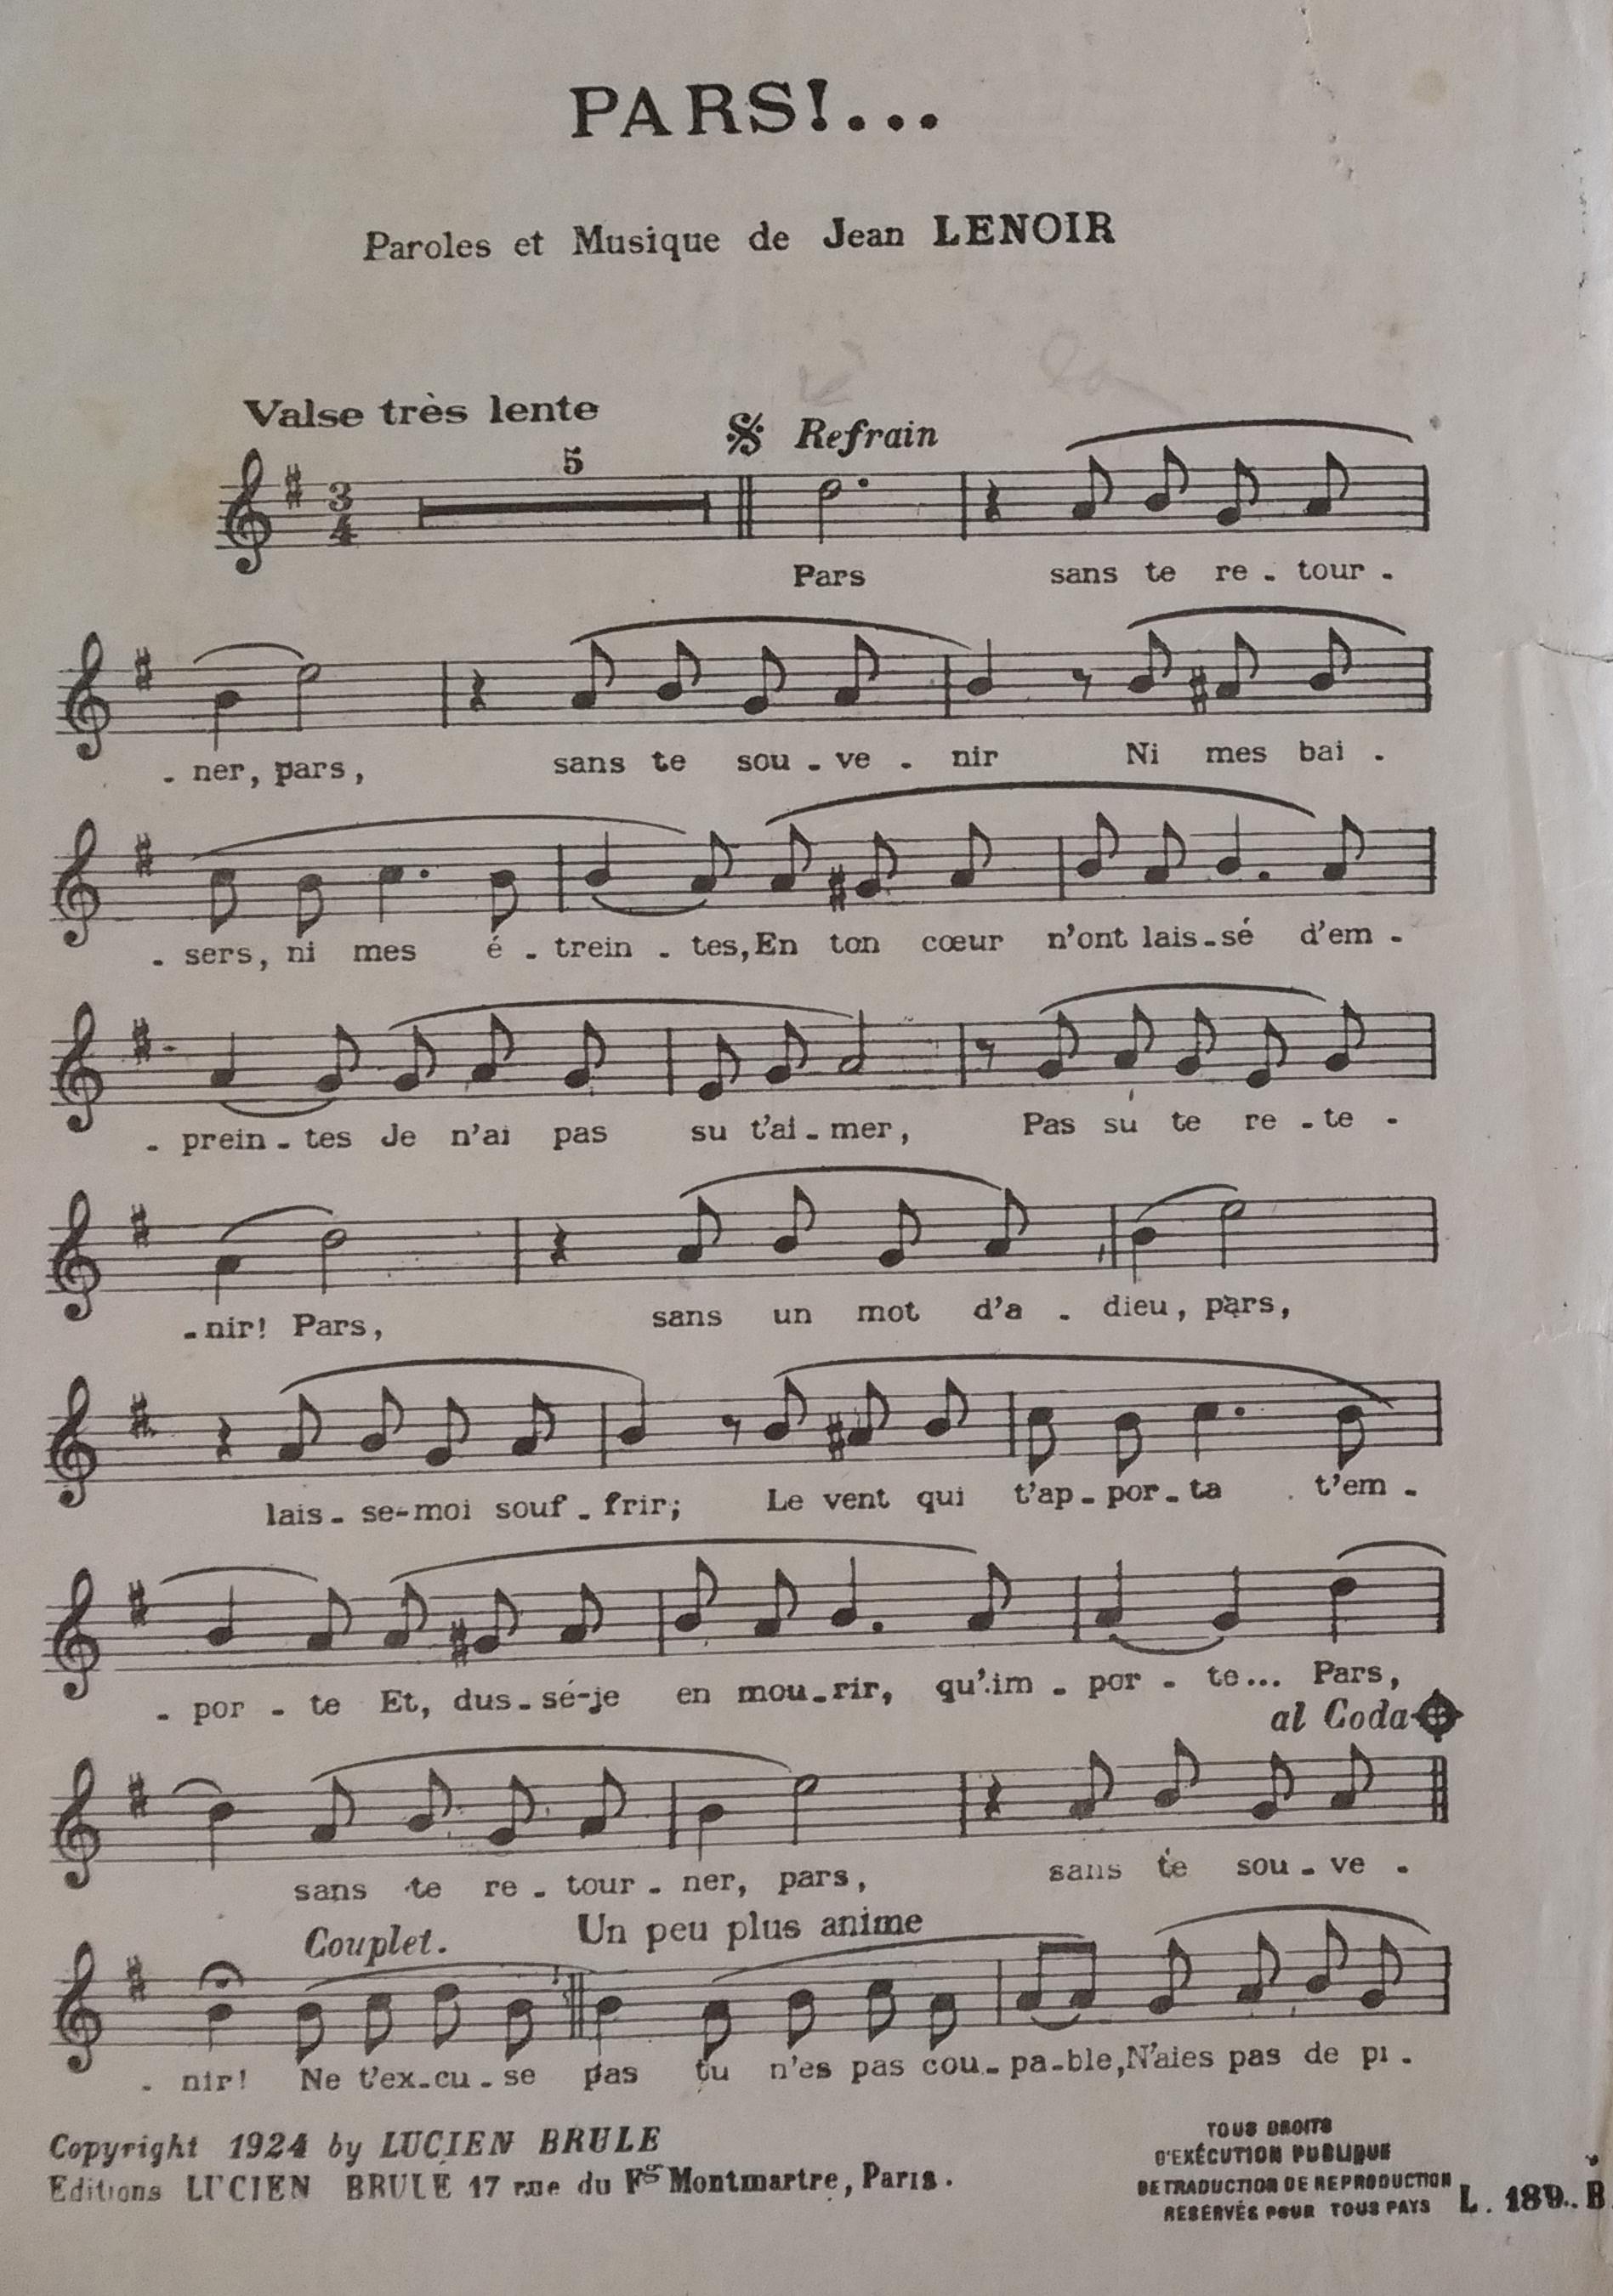 PARS!...
Paroles et Musique de Jean LENOIR
Valse très lente
5
Refrain
3
4
Pars sans te re - tour -
- ner, pars, sans te sou - ve - nir Ni mes bai -
- sers, ni mes é - trein - tes, En ton cœur n'ont lais - sé d'em -
- prein - tes Je n'ai pas su t'ai - mer, Pas su te re - te -
- nir! Pars, sans un mot d'a - dieu, pars,
lais - se-moi souf - frir; Le vent qui t'ap - por - ta t'em -
- por - te Et, dus - sé-je en mou - rir, qu'im - por - te... Pars,
al Coda
sans te re - tour - ner, pars, sans te sou - ve -
Couplet. Un peu plus anime
- nir! Ne t'ex - cu - se pas tu n'es pas cou - pa - ble, N'aies pas de pi -
Copyright 1924 by LUCIEN BRULE
Editions LUCIEN BRULÉ 17 rue du Fg Montmartre, Paris.
TOUS DROITS
D'EXÉCUTION PUBLIQUE
DE TRADUCTION DE REPRODUCTION
RESERVÉS POUR TOUS PAYS
L. 189. B.